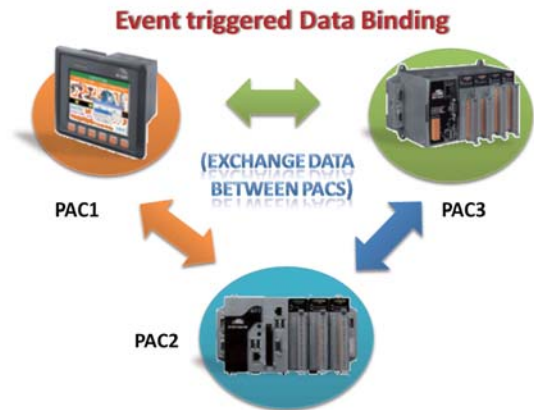 Event triggered Data Binding
(EXCHANGE DATA
BETWEEN PACS)
PAC1
PAC3
PAC2